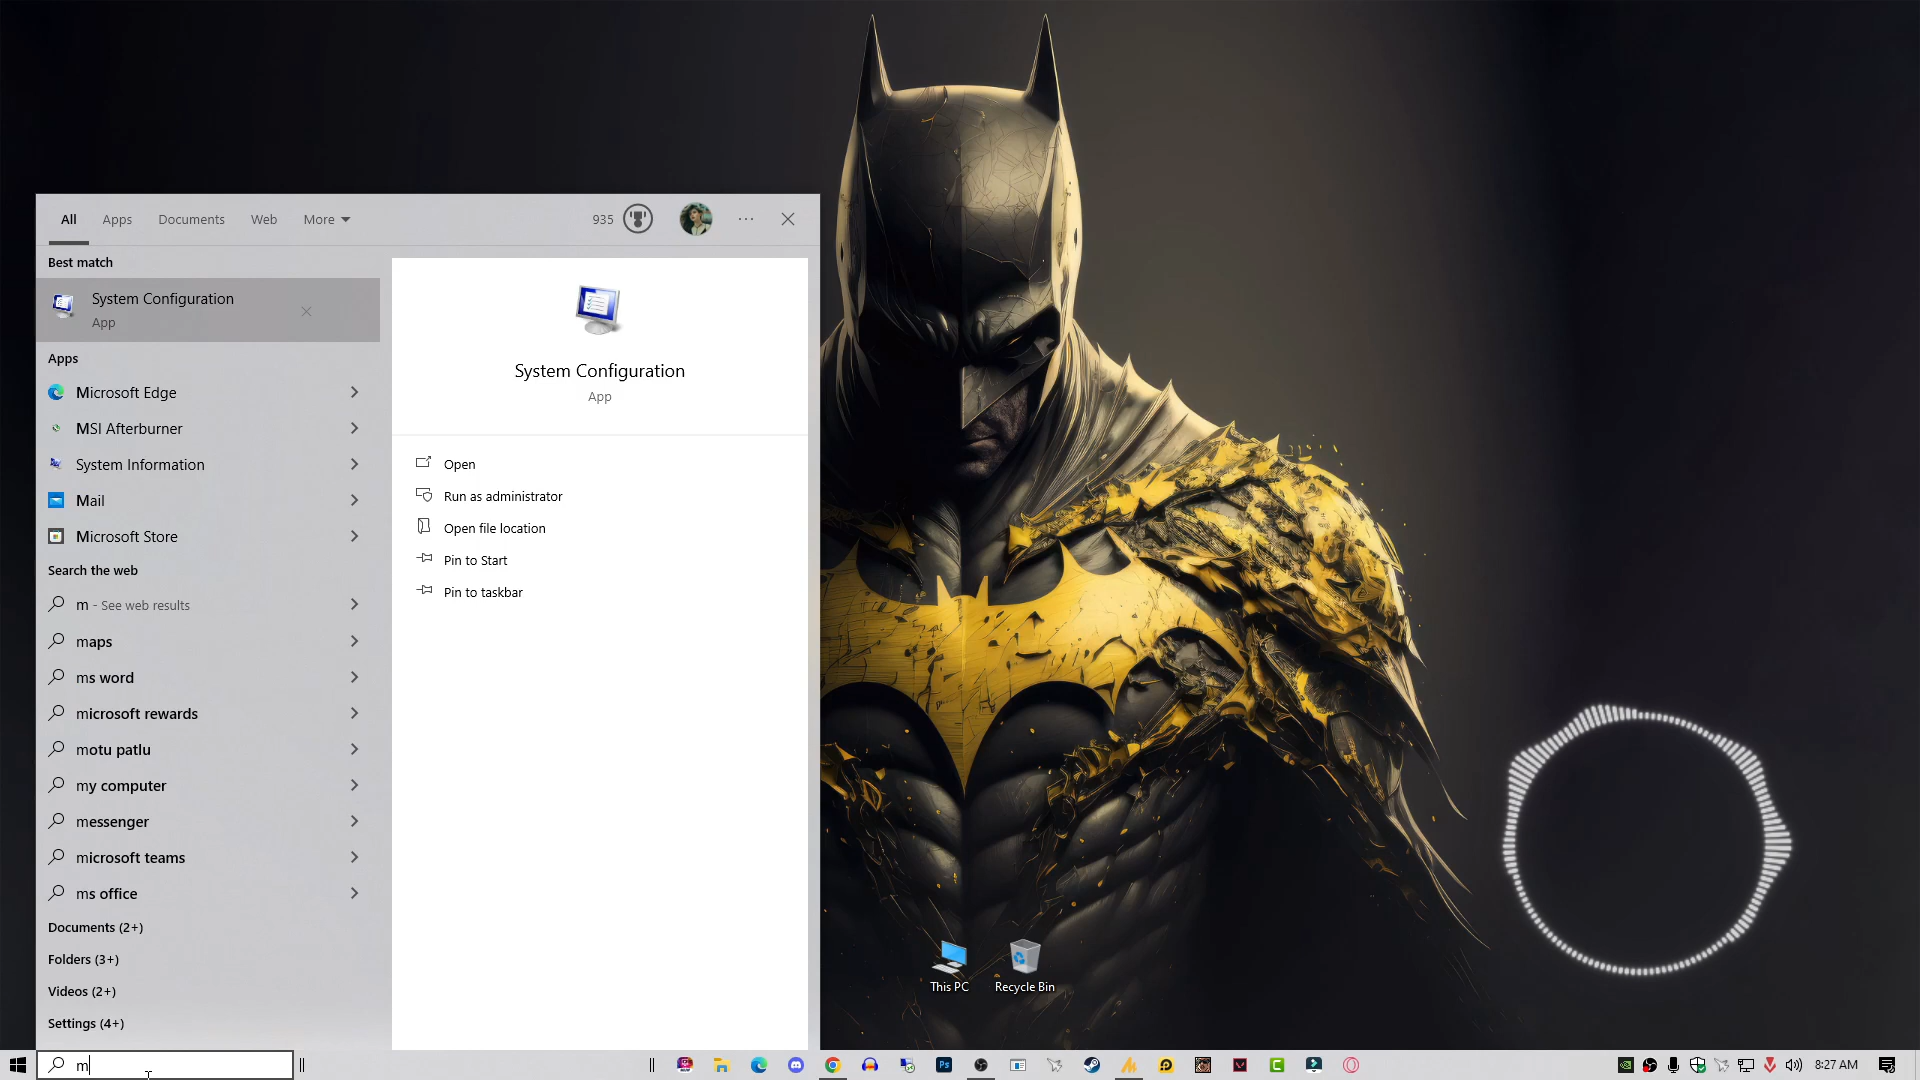 All
Apps
Documents
Web
More
935
Best match
System Configuration
App
Apps
Microsoft Edge
MSI Afterburner
System Information
Mail
Microsoft Store
Search the web
m - See web results
maps
ms word
microsoft rewards
motu patlu
my computer
messenger
microsoft teams
ms office
Documents (2+)
Folders (3+)
Videos (2+)
Settings (4+)
System Configuration
App
Open
Run as administrator
Open file location
Pin to Start
Pin to taskbar
This PC
Recycle Bin
m
Ps
8:27 AM